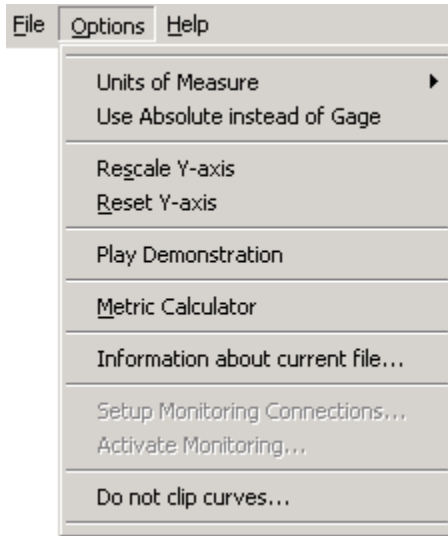 File Options Help
Units of Measure
Use Absolute instead of Gage
Rescale Y-axis
Reset Y-axis
Play Demonstration
Metric Calculator
Information about current file...
Setup Monitoring Connections...
Activate Monitoring...
Do not clip curves...